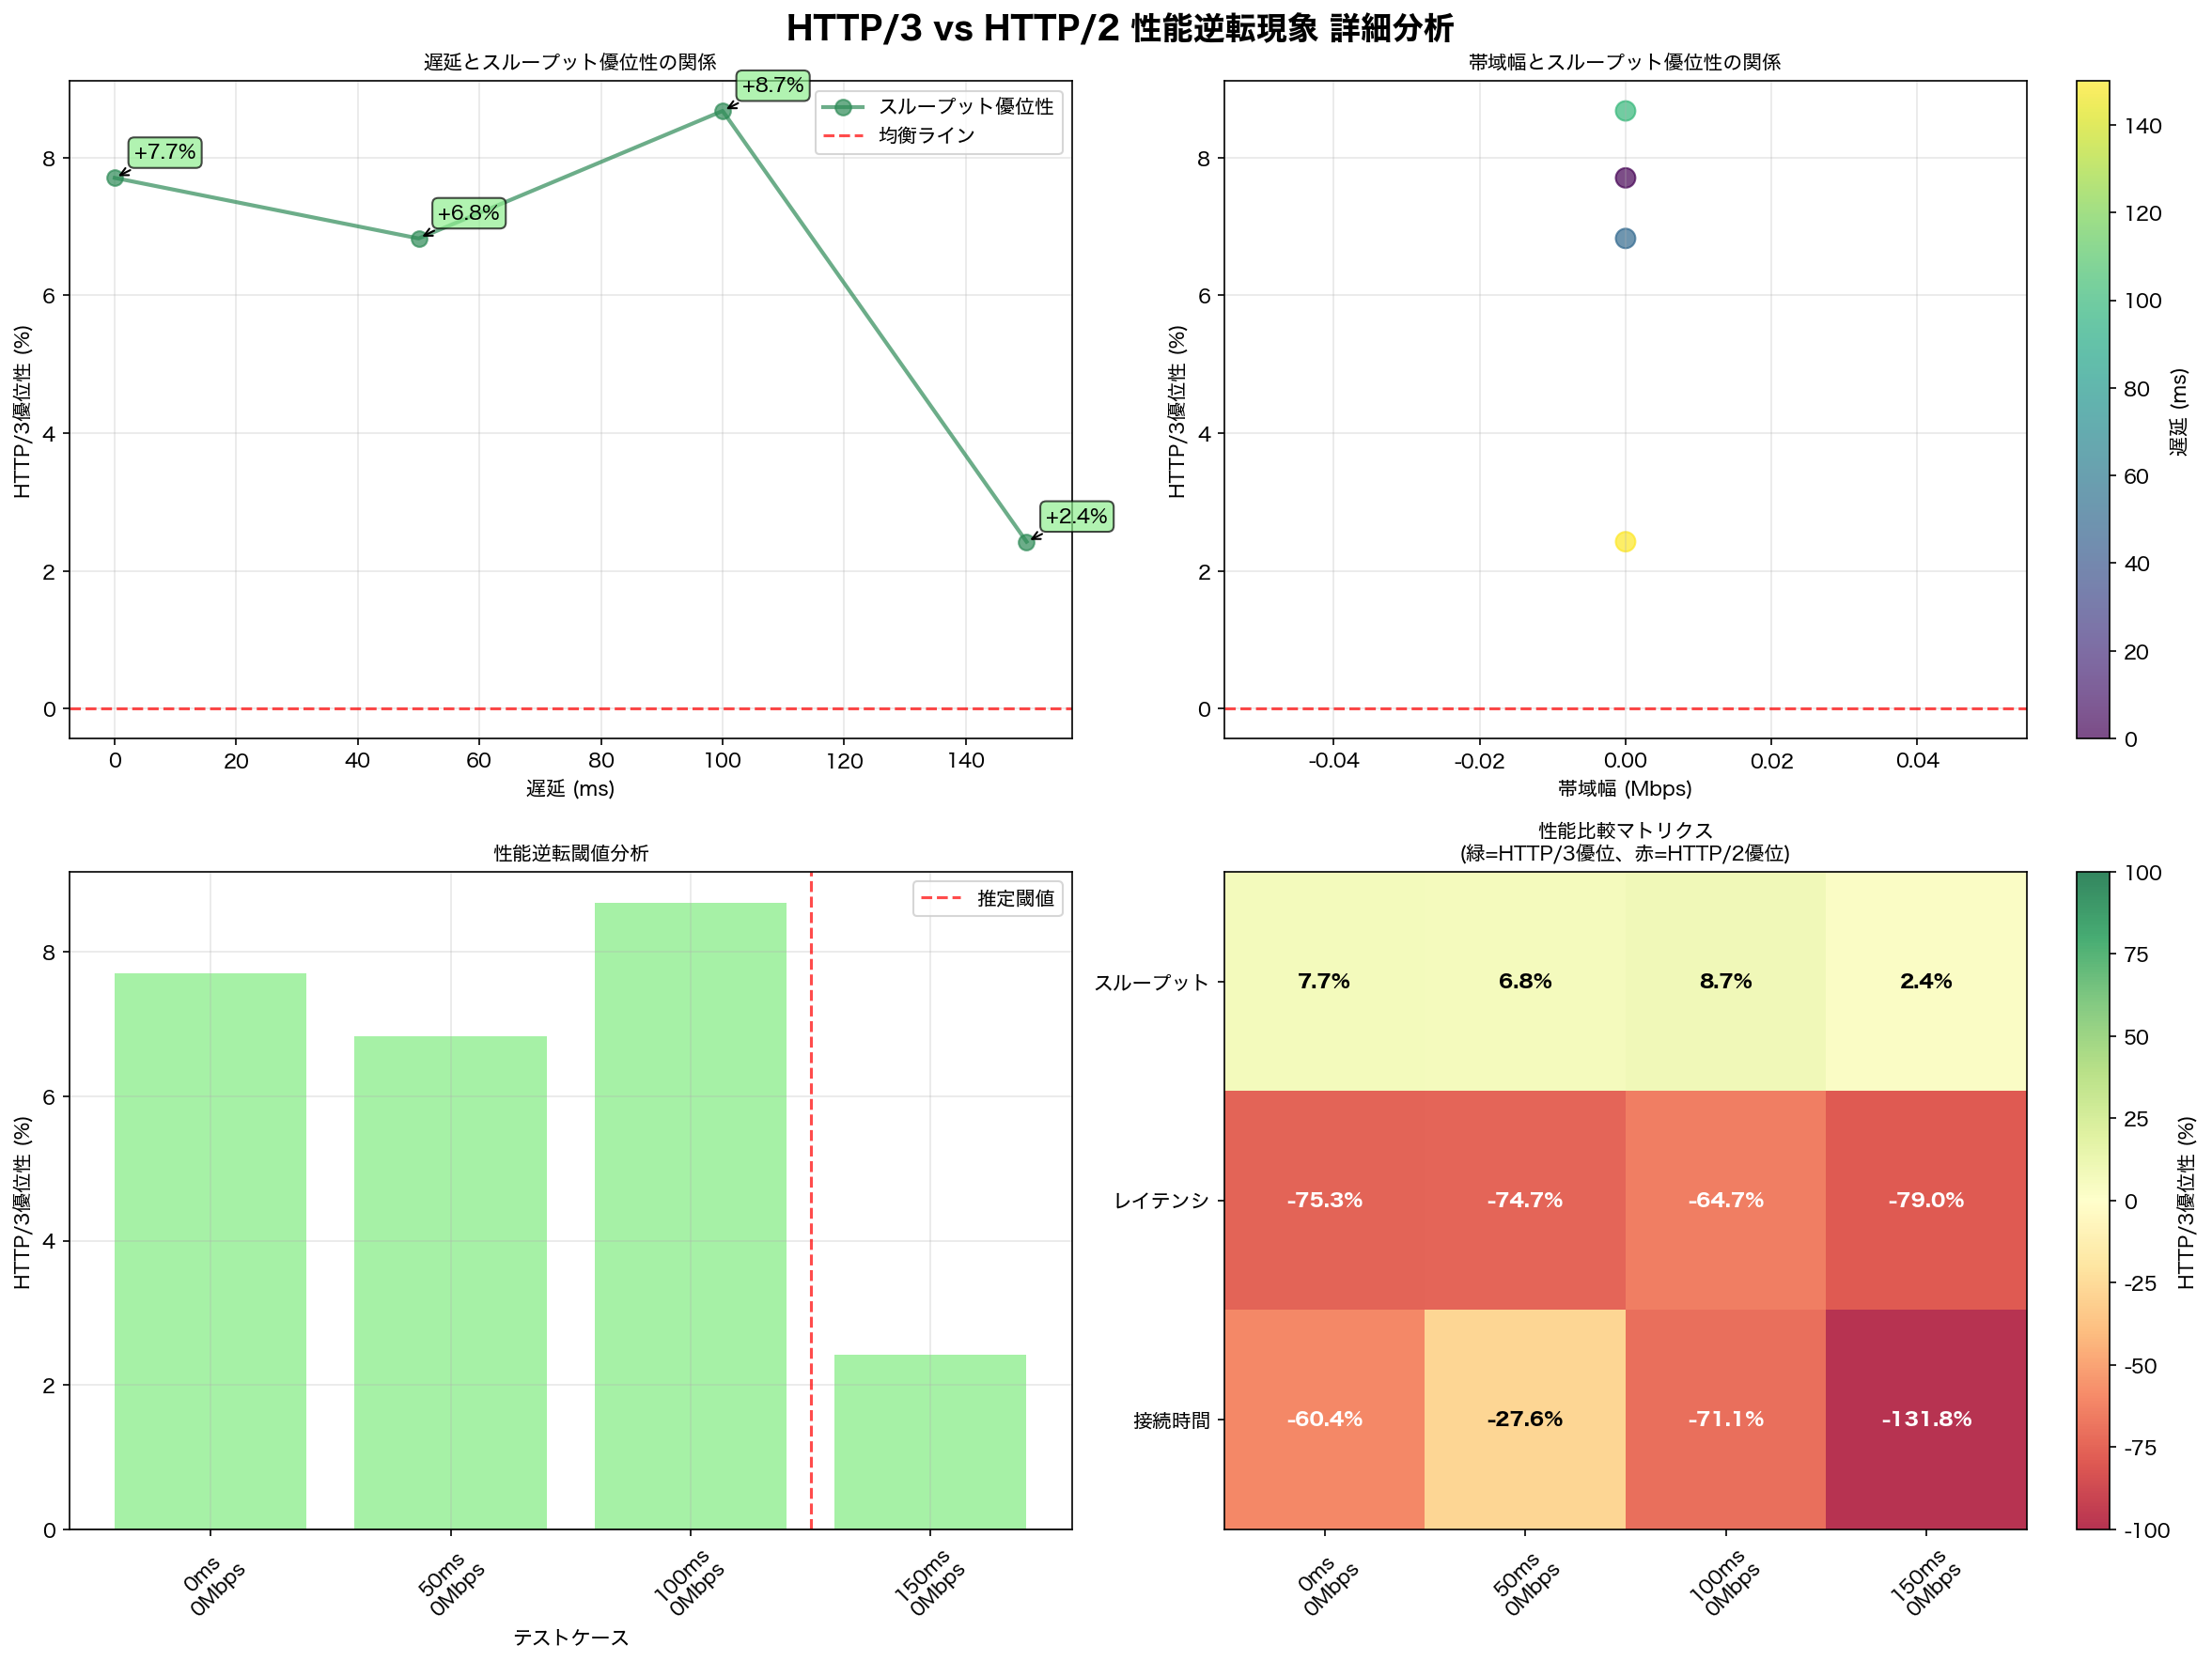 HTTP/3 vs HTTP/2 性能逆転現象 詳細分析
遅延とスループット優位性の関係
+7.7%
+6.8%
+8.7%
+2.4%
スループット優位性
均衡ライン
8
6
4
2
0
HTTP/3優位性 (%)
0
20
40
60
80
100
120
140
遅延 (ms)
帯域幅とスループット優位性の関係
8
6
4
2
0
HTTP/3優位性 (%)
-0.04
-0.02
0.00
0.02
0.04
帯域幅 (Mbps)
140
120
100
80
60
40
20
0
遅延 (ms)
性能逆転閾値分析
推定閾値
8
6
4
2
0
HTTP/3優位性 (%)
0ms
0Mbps
50ms
0Mbps
100ms
0Mbps
150ms
0Mbps
テストケース
性能比較マトリクス
(緑=HTTP/3優位、赤=HTTP/2優位)
スループット
7.7%
6.8%
8.7%
2.4%
レイテンシ
-75.3%
-74.7%
-64.7%
-79.0%
接続時間
-60.4%
-27.6%
-71.1%
-131.8%
0ms
0Mbps
50ms
0Mbps
100ms
0Mbps
150ms
0Mbps
100
75
50
25
0
-25
-50
-75
-100
HTTP/3優位性 (%)